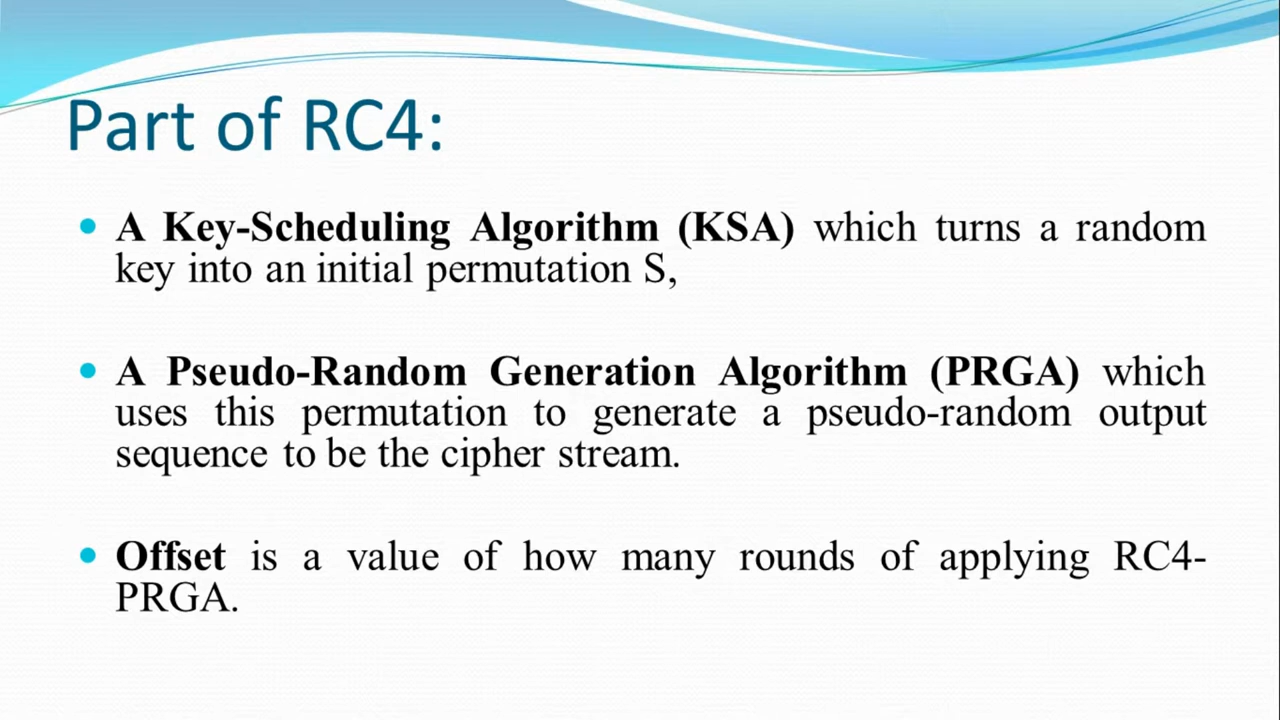 Part of RC4:
A Key-Scheduling Algorithm (KSA) which turns a random
key into an initial permutation S,
A Pseudo-Random Generation Algorithm (PRGA) which
uses this permutation to generate a pseudo-random output
sequence to be the cipher stream.
Offset is a value of how many rounds of applying RC4-
PRGA.